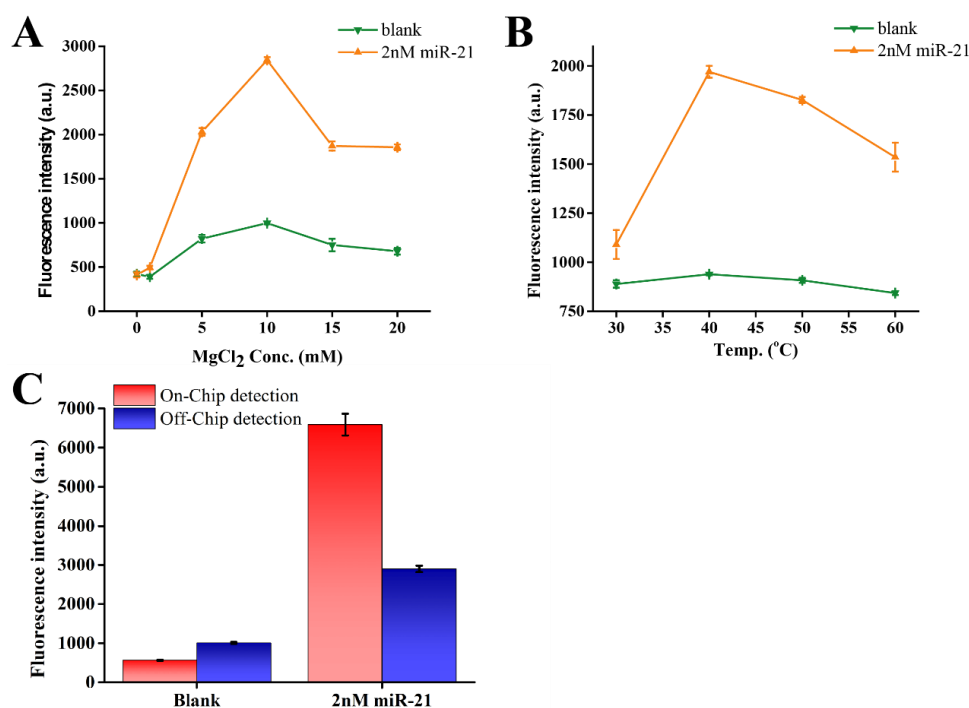 A
blank
2nM miR-21
Fluorescence intensity (a.u.)
3000
2500
2000
1500
1000
500
0
0 5 10 15 20
MgCl2 Conc. (mM)
B
blank
2nM miR-21
Fluorescence intensity (a.u.)
2000
1750
1500
1250
1000
750
30 35 40 45 50 55 60
Temp. (°C)
C
On-Chip detection
Off-Chip detection
Fluorescence intensity (a.u.)
7000
6000
5000
4000
3000
2000
1000
0
Blank 2nM miR-21